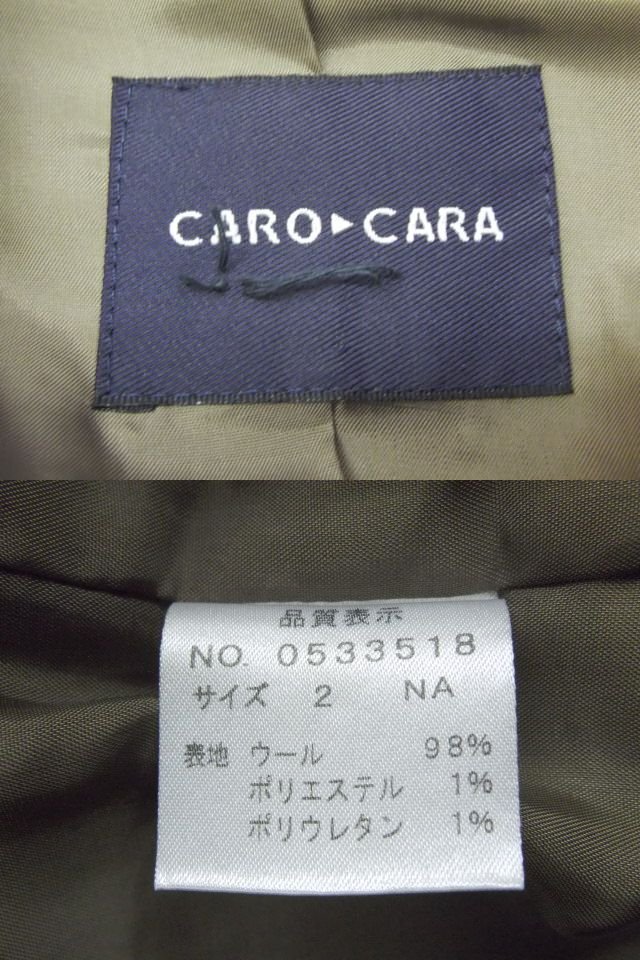 CARO▶CARA
品質表示
NO. 0533518
サイズ 2 NA
表地 ウール 98%
ポリエステル 1%
ポリウレタン 1%